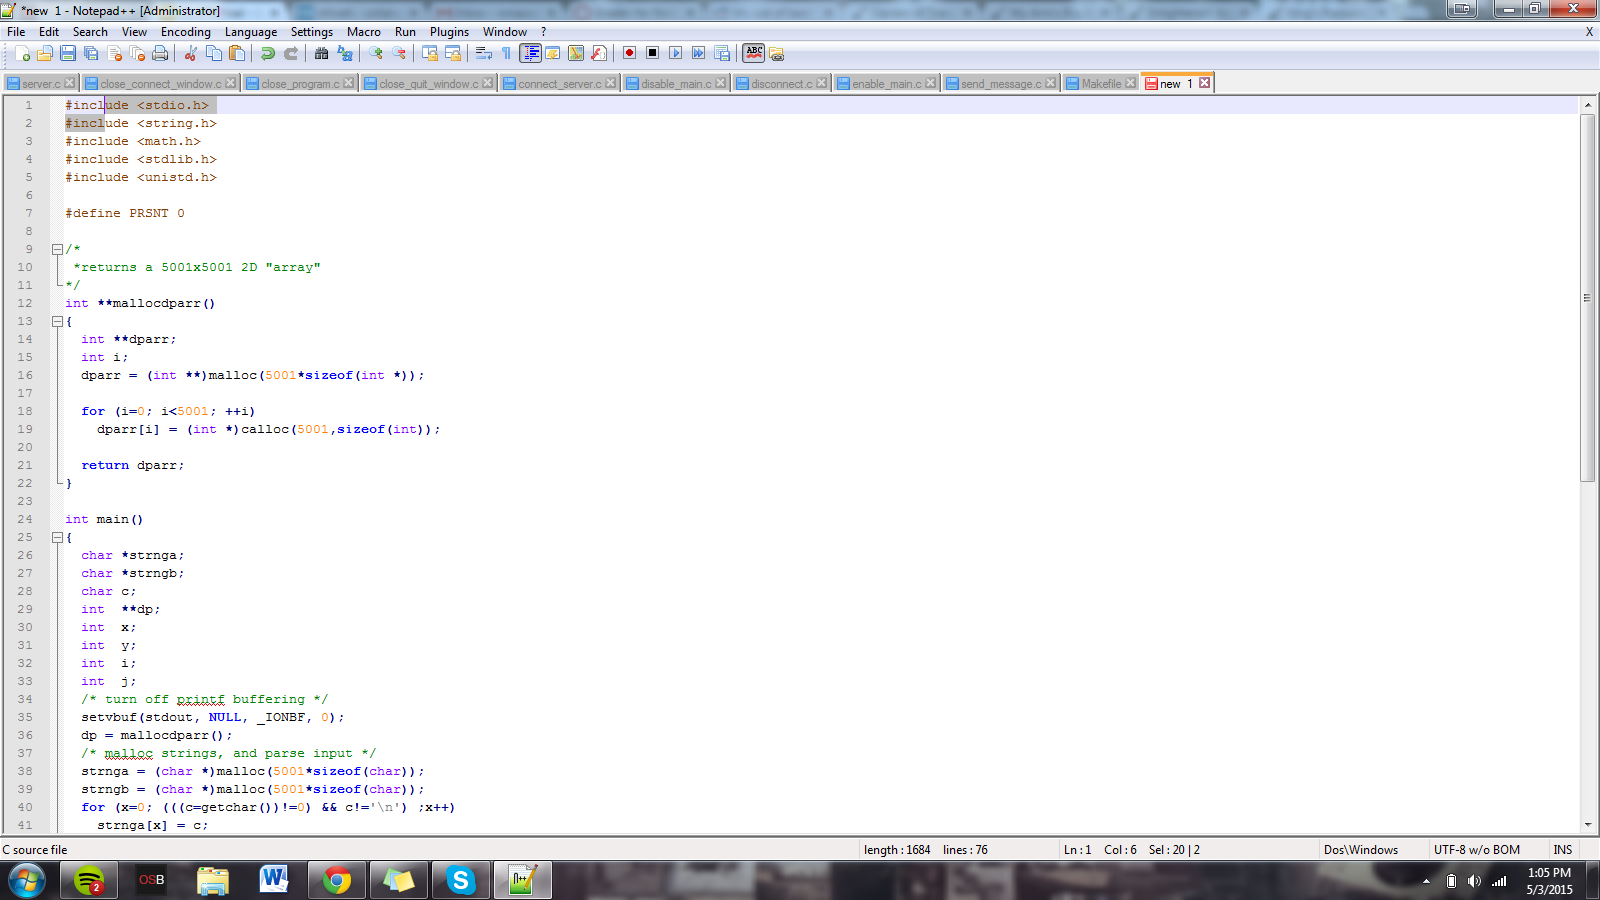 *new  1 - Notepad++ [Administrator]
File Edit Search View Encoding Language Settings Macro Run Plugins Window ? X
ABC
server.c close_connect_window.c close_program.c close_quit_window.c connect_server.c disable_main.c disconnect.c enable_main.c send_message.c Makefile new  1
1 #include <stdio.h>
2 #include <string.h>
3 #include <math.h>
4 #include <stdlib.h>
5 #include <unistd.h>
6
7 #define PRSNT 0
8
9 /*
10  *returns a 5001x5001 2D "array"
11 */
12 int **mallocdparr()
13 {
14   int **dparr;
15   int i;
16   dparr = (int **)malloc(5001*sizeof(int *));
17
18   for (i=0; i<5001; ++i)
19     dparr[i] = (int *)calloc(5001,sizeof(int));
20
21   return dparr;
22 }
23
24 int main()
25 {
26   char *strnga;
27   char *strngb;
28   char c;
29   int  **dp;
30   int  x;
31   int  y;
32   int  i;
33   int  j;
34   /* turn off printf buffering */
35   setvbuf(stdout, NULL, _IONBF, 0);
36   dp = mallocdparr();
37   /* malloc strings, and parse input */
38   strnga = (char *)malloc(5001*sizeof(char));
39   strngb = (char *)malloc(5001*sizeof(char));
40   for (x=0; (((c=getchar())!=0) && c!='\n') ;x++)
41     strnga[x] = c;
C source file length : 1684 lines : 76 Ln : 1 Col : 6 Sel : 20 | 2 Dos\Windows UTF-8 w/o BOM INS
2 OSB W S n++ 1:05 PM
5/3/2015